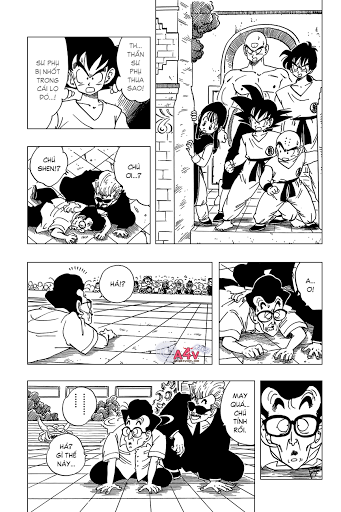 TH...
THẦN
SƯ PHỤ
THUA
SAO!
SƯ PHỤ
BỊ NHỐT
TRONG
CÁI LỌ
ĐÓ...!
CHÚ
ƠI...?
CHÚ
SHEN!?
A...
Ơ!
HẢ!?
A4V
MAY
QUÁ...
CHÚ
TỈNH
RỒI.
HẢ?
GÌ THẾ
NÀY...